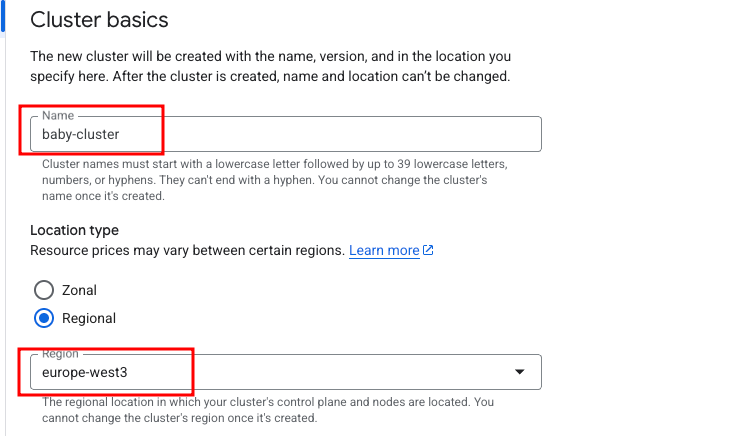 Cluster basics
The new cluster will be created with the name, version, and in the location you
specify here. After the cluster is created, name and location can't be changed.
Name
baby-cluster
Cluster names must start with a lowercase letter followed by up to 39 lowercase letters,
numbers, or hyphens. They can't end with a hyphen. You cannot change the cluster's
name once it's created.
Location type
Resource prices may vary between certain regions. Learn more
Zonal
Regional
Region
europe-west3
The regional location in which your cluster's control plane and nodes are located. You
cannot change the cluster's region once it's created.